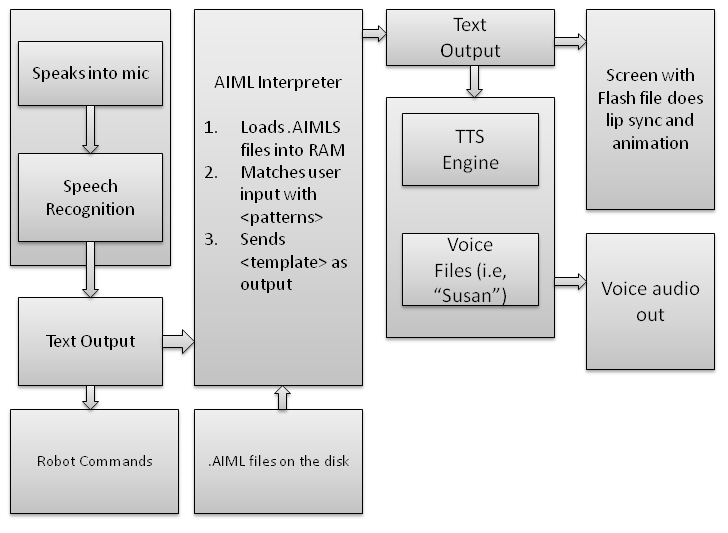 Speaks into mic
Speech
Recognition
Text Output
Robot Commands
AIML Interpreter
1. Loads .AIMLS
files into RAM
2. Matches user
input with
<patterns>
3. Sends
<template> as
output
.AIML files on the disk
Text
Output
TTS
Engine
Voice
Files (i.e,
“Susan”)
Screen with
Flash file does
lip sync and
animation
Voice audio
out